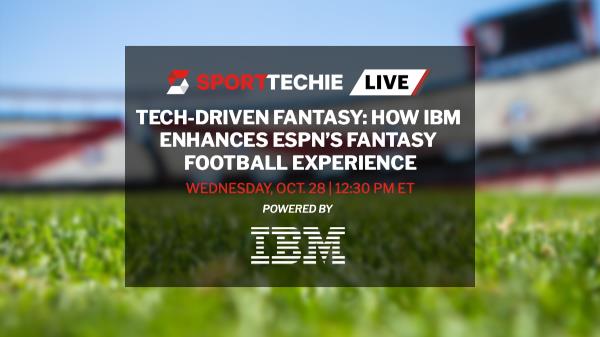 SPORTTECHIE LIVE
TECH-DRIVEN FANTASY: HOW IBM
ENHANCES ESPN'S FANTASY
FOOTBALL EXPERIENCE
WEDNESDAY, OCT. 28 | 12:30 PM ET
POWERED BY
IBM